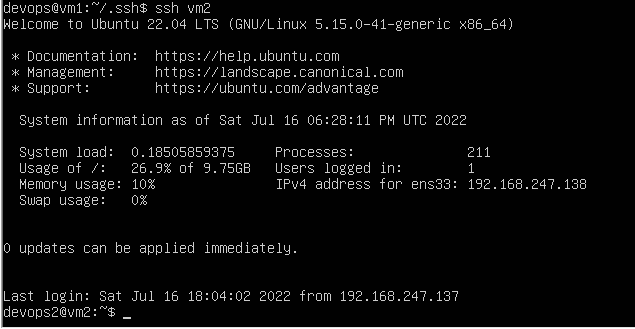 devops@vm1:~/.ssh$ ssh vm2
Welcome to Ubuntu 22.04 LTS (GNU/Linux 5.15.0-41-generic x86_64)
* Documentation:  https://help.ubuntu.com
* Management:     https://landscape.canonical.com
* Support:        https://ubuntu.com/advantage
System information as of Sat Jul 16 06:28:11 PM UTC 2022
System load:  0.18505859375     Processes:              211
Usage of /:   26.9% of 9.75GB   Users logged in:        1
Memory usage: 10%               IPv4 address for ens33: 192.168.247.138
Swap usage:   0%
0 updates can be applied immediately.
Last login: Sat Jul 16 18:04:02 2022 from 192.168.247.137
devops2@vm2:~$ _